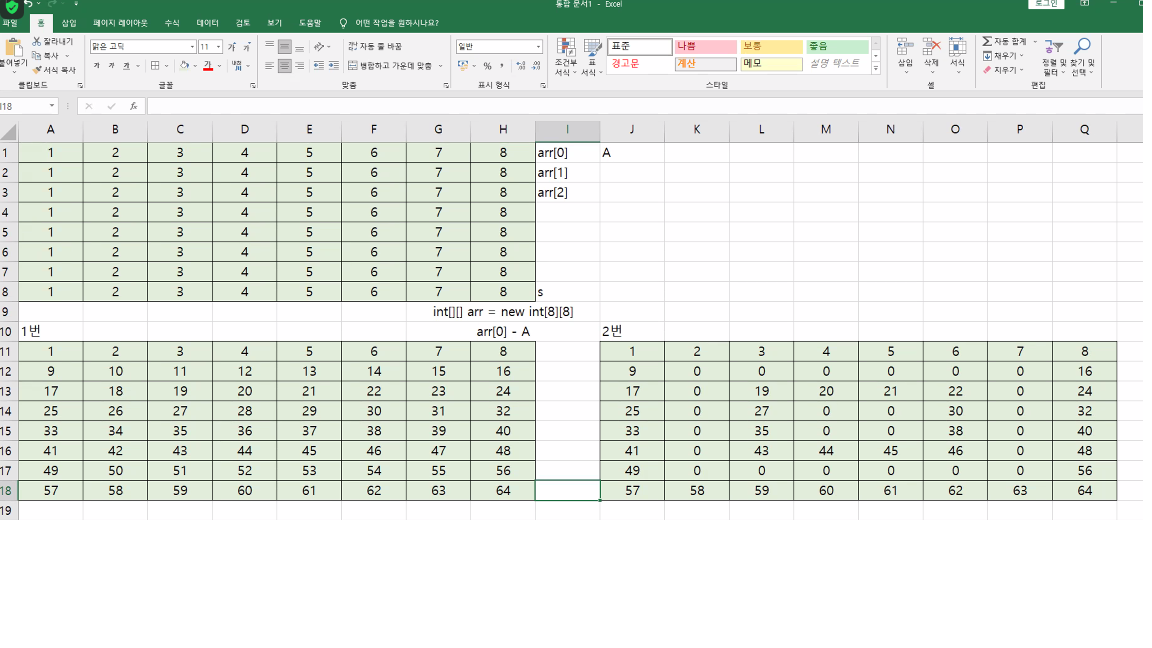 통합 문서1 - Excel
로그인
파일 홈 삽입 페이지 레이아웃 수식 데이터 검토 보기 도움말 어떤 작업을 원하시나요?
붙여넣기
잘라내기
복사
서식 복사
클립보드
맑은 고딕 11
가 가 가
글꼴
자동 줄 바꿈
병합하고 가운데 맞춤
맞춤
일반
표시 형식
조건부 서식
표 서식
표준 나쁨 보통 좋음
경고문 계산 메모 설명 텍스트
스타일
삽입 삭제 서식
셀
자동 합계
채우기
지우기
정렬 및 필터
찾기 및 선택
편집
I18 fx
A B C D E F G H I J K L M N O P Q
1 1 2 3 4 5 6 7 8 arr[0] A
2 1 2 3 4 5 6 7 8 arr[1]
3 1 2 3 4 5 6 7 8 arr[2]
4 1 2 3 4 5 6 7 8
5 1 2 3 4 5 6 7 8
6 1 2 3 4 5 6 7 8
7 1 2 3 4 5 6 7 8
8 1 2 3 4 5 6 7 8 s
9 int[][] arr = new int[8][8]
10 1번 arr[0] - A 2번
11 1 2 3 4 5 6 7 8 1 2 3 4 5 6 7 8
12 9 10 11 12 13 14 15 16 9 0 0 0 0 0 0 16
13 17 18 19 20 21 22 23 24 17 0 19 20 21 22 0 24
14 25 26 27 28 29 30 31 32 25 0 27 0 0 30 0 32
15 33 34 35 36 37 38 39 40 33 0 35 0 0 38 0 40
16 41 42 43 44 45 46 47 48 41 0 43 44 45 46 0 48
17 49 50 51 52 53 54 55 56 49 0 0 0 0 0 0 56
18 57 58 59 60 61 62 63 64 57 58 59 60 61 62 63 64
19